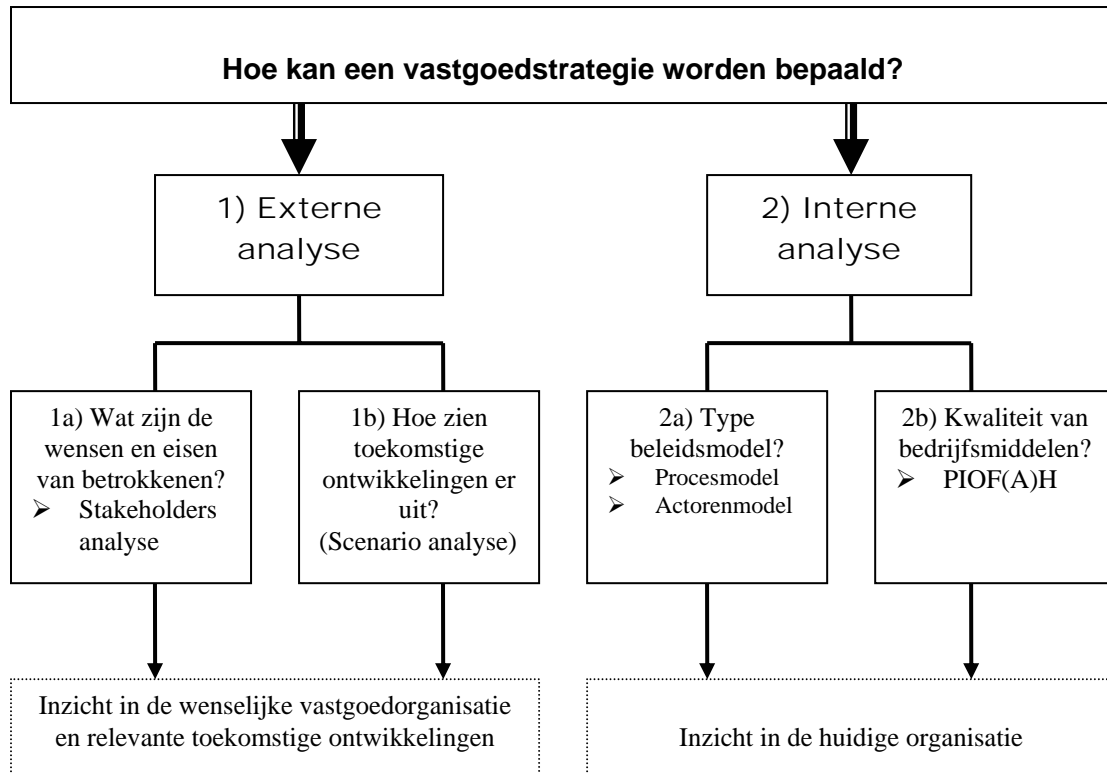 Hoe kan een vastgoedstrategie worden bepaald?
1) Externe
analyse
2) Interne
analyse
1a) Wat zijn de
wensen en eisen
van betrokkenen?
➢ Stakeholders
analyse
1b) Hoe zien
toekomstige
ontwikkelingen er
uit?
(Scenario analyse)
2a) Type
beleidsmodel?
➢ Procesmodel
➢ Actorenmodel
2b) Kwaliteit van
bedrijfsmiddelen?
➢ PIOF(A)H
Inzicht in de wenselijke vastgoedorganisatie
en relevante toekomstige ontwikkelingen
Inzicht in de huidige organisatie